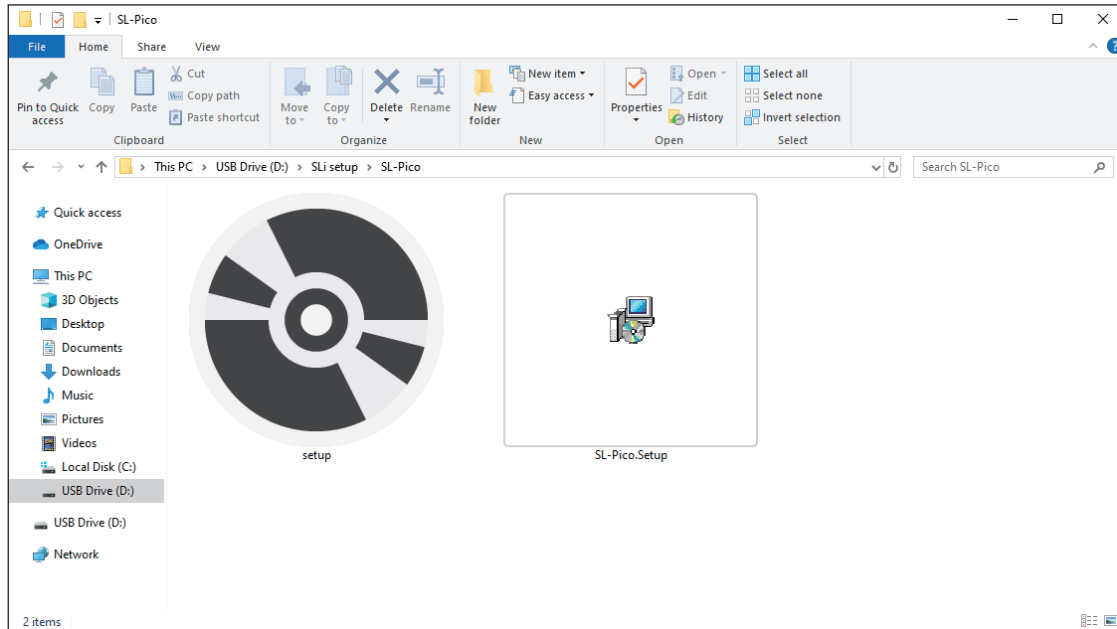 SL-Pico
File Home Share View
Pin to Quick access
Copy
Paste
Cut
Copy path
Paste shortcut
Clipboard
Move to
Copy to
Delete
Rename
Organize
New folder
New item
Easy access
New
Properties
Open
Edit
History
Open
Select all
Select none
Invert selection
Select
This PC > USB Drive (D:) > SLi setup > SL-Pico
Search SL-Pico
Quick access
OneDrive
This PC
3D Objects
Desktop
Documents
Downloads
Music
Pictures
Videos
Local Disk (C:)
USB Drive (D:)
USB Drive (D:)
Network
setup
SL-Pico.Setup
2 items